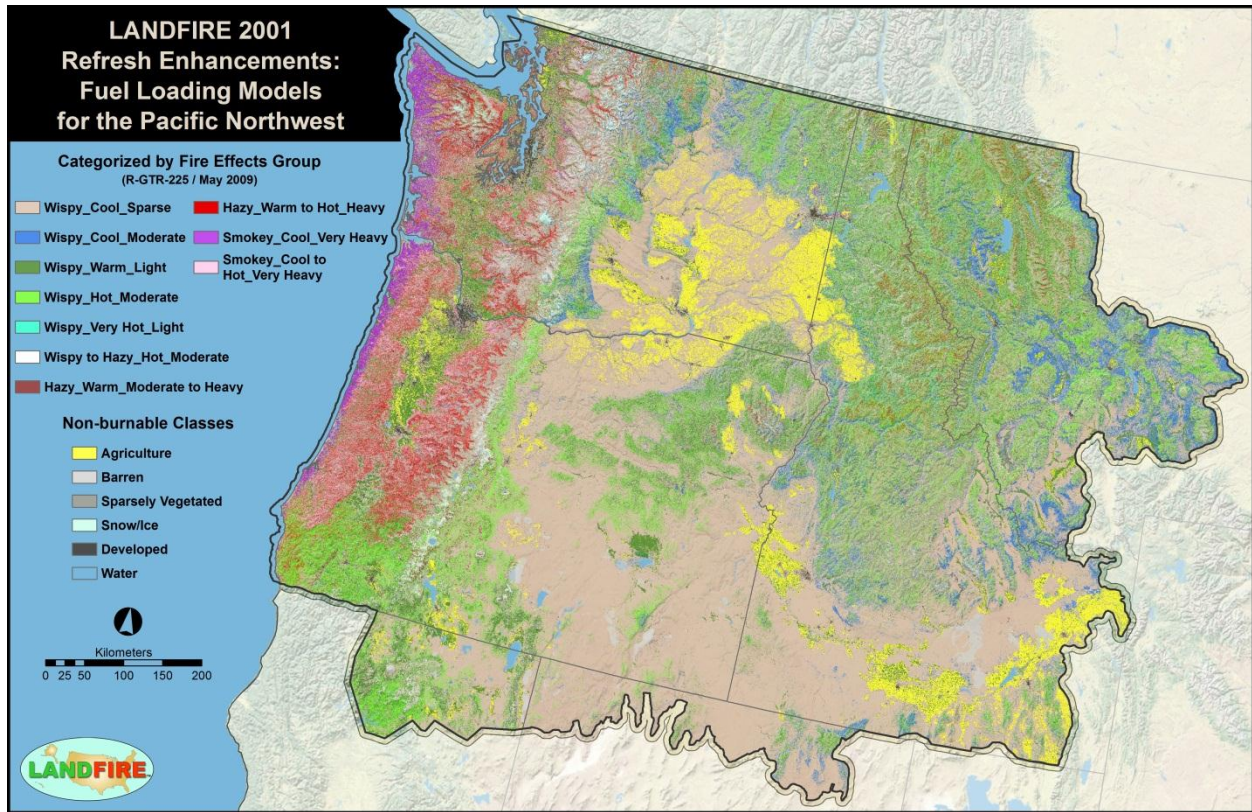 LANDFIRE 2001
Refresh Enhancements:
Fuel Loading Models
for the Pacific Northwest
Categorized by Fire Effects Group
(R-GTR-225 / May 2009)
Wispy_Cool_Sparse
Wispy_Cool_Moderate
Wispy_Warm_Light
Wispy_Hot_Moderate
Wispy_Very Hot_Light
Wispy to Hazy_Hot_Moderate
Hazy_Warm_Moderate to Heavy
Hazy_Warm to Hot_Heavy
Smokey_Cool_Very Heavy
Smokey_Cool to
Hot_Very Heavy
Non-burnable Classes
Agriculture
Barren
Sparsely Vegetated
Snow/Ice
Developed
Water
Kilometers
0 25 50 100 150 200
LANDFIRE